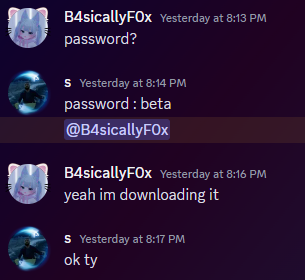 B4sicallyF0x Yesterday at 8:13 PM
password?
s Yesterday at 8:14 PM
password : beta
@B4sicallyF0x
B4sicallyF0x Yesterday at 8:16 PM
yeah im downloading it
s Yesterday at 8:17 PM
ok ty